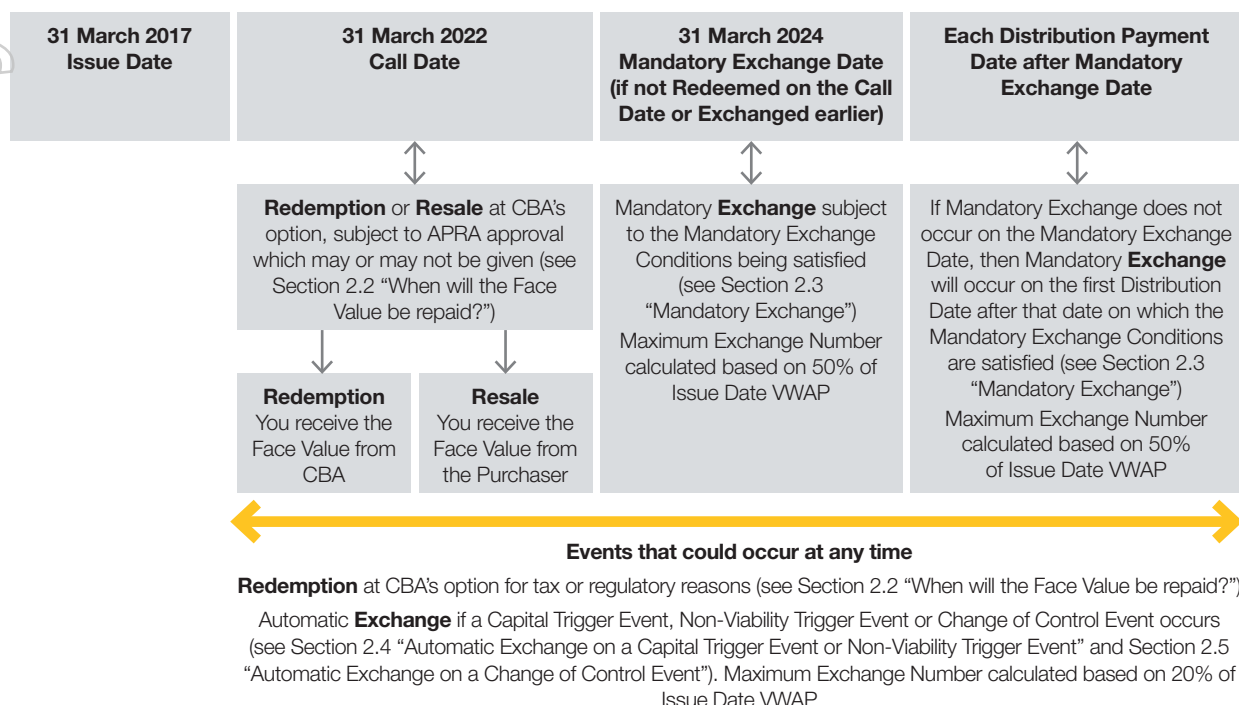 31 March 2017
Issue Date
31 March 2022
Call Date
31 March 2024
Mandatory Exchange Date
(if not Redeemed on the Call
Date or Exchanged earlier)
Each Distribution Payment
Date after Mandatory
Exchange Date
Redemption or Resale at CBA’s
option, subject to APRA approval
which may or may not be given (see
Section 2.2 “When will the Face
Value be repaid?”)
Redemption
You receive the
Face Value from
CBA
Resale
You receive the
Face Value from
the Purchaser
Mandatory Exchange subject
to the Mandatory Exchange
Conditions being satisfied
(see Section 2.3
“Mandatory Exchange”)
Maximum Exchange Number
calculated based on 50% of
Issue Date VWAP
If Mandatory Exchange does not
occur on the Mandatory Exchange
Date, then Mandatory Exchange
will occur on the first Distribution
Date after that date on which the
Mandatory Exchange Conditions
are satisfied (see Section 2.3
“Mandatory Exchange”)
Maximum Exchange Number
calculated based on 50%
of Issue Date VWAP
Events that could occur at any time
Redemption at CBA’s option for tax or regulatory reasons (see Section 2.2 “When will the Face Value be repaid?”)
Automatic Exchange if a Capital Trigger Event, Non-Viability Trigger Event or Change of Control Event occurs
(see Section 2.4 “Automatic Exchange on a Capital Trigger Event or Non-Viability Trigger Event” and Section 2.5
“Automatic Exchange on a Change of Control Event”). Maximum Exchange Number calculated based on 20% of
Issue Date VWAP